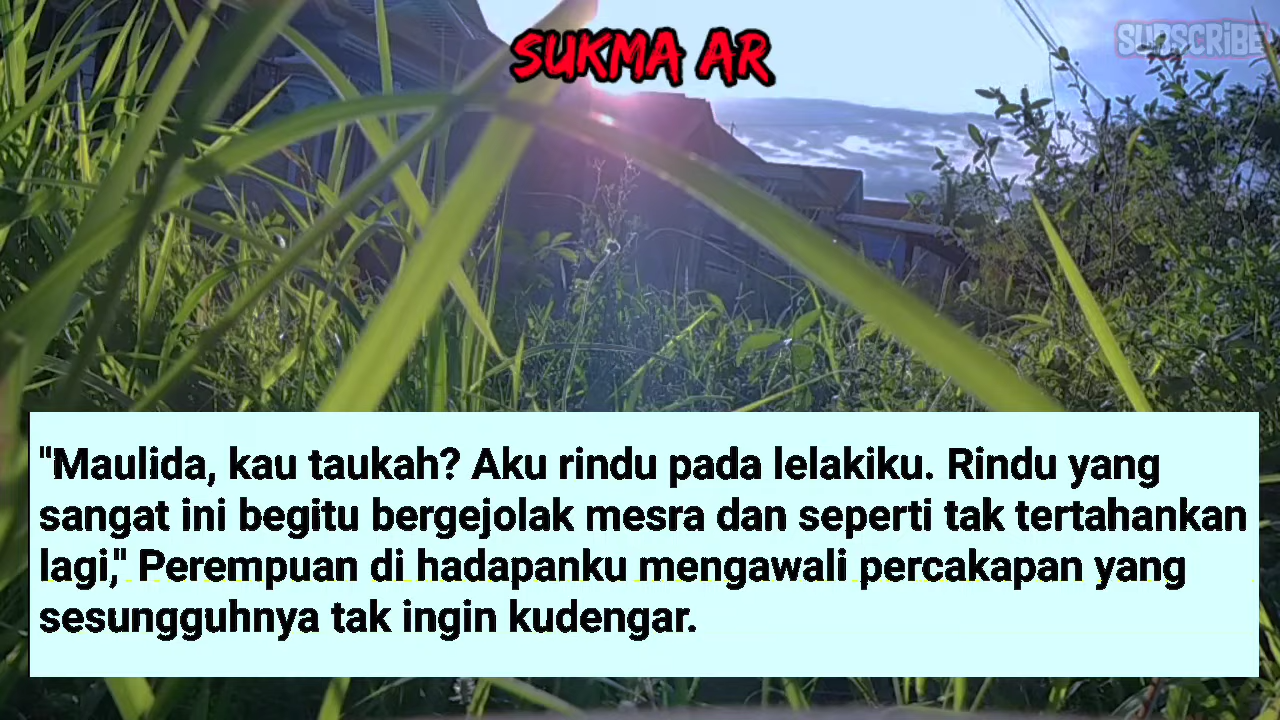 SUKMA AR
SUBSCRIBE
"Maulida, kau taukah? Aku rindu pada lelakiku. Rindu yang
sangat ini begitu bergejolak mesra dan seperti tak tertahankan
lagi," Perempuan di hadapanku mengawali percakapan yang
sesungguhnya tak ingin kudengar.